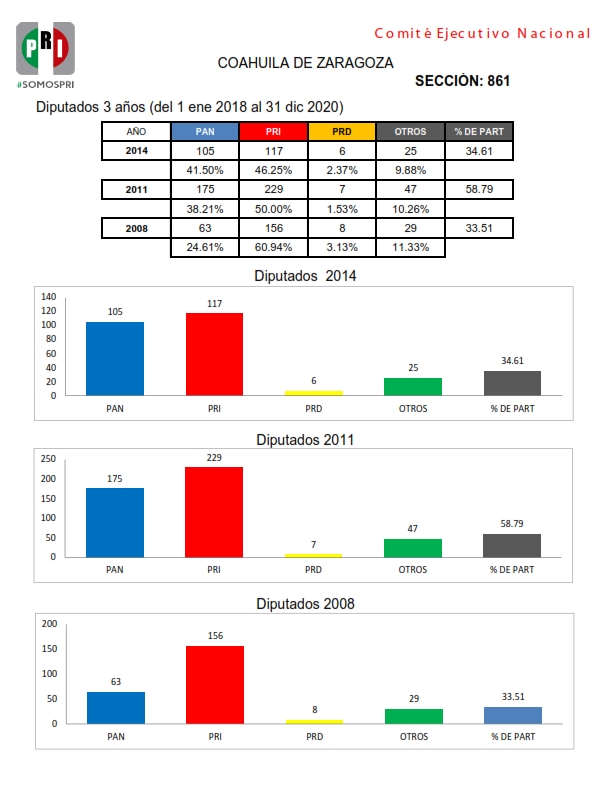 Comité Ejecutivo Nacional
PRI
#SOMOSPRI
COAHUILA DE ZARAGOZA
SECCIÓN: 861
Diputados 3 años (del 1 ene 2018 al 31 dic 2020)
AÑO PAN PRI PRD OTROS % DE PART
2014 105 117 6 25 34.61
41.50% 46.25% 2.37% 9.88%
2011 175 229 7 47 58.79
38.21% 50.00% 1.53% 10.26%
2008 63 156 8 29 33.51
24.61% 60.94% 3.13% 11.33%
Diputados 2014
140
120
100
80
60
40
20
0
105
117
6
25
34.61
PAN PRI PRD OTROS % DE PART
Diputados 2011
250
200
150
100
50
0
175
229
7
47
58.79
PAN PRI PRD OTROS % DE PART
Diputados 2008
200
150
100
50
0
63
156
8
29
33.51
PAN PRI PRD OTROS % DE PART